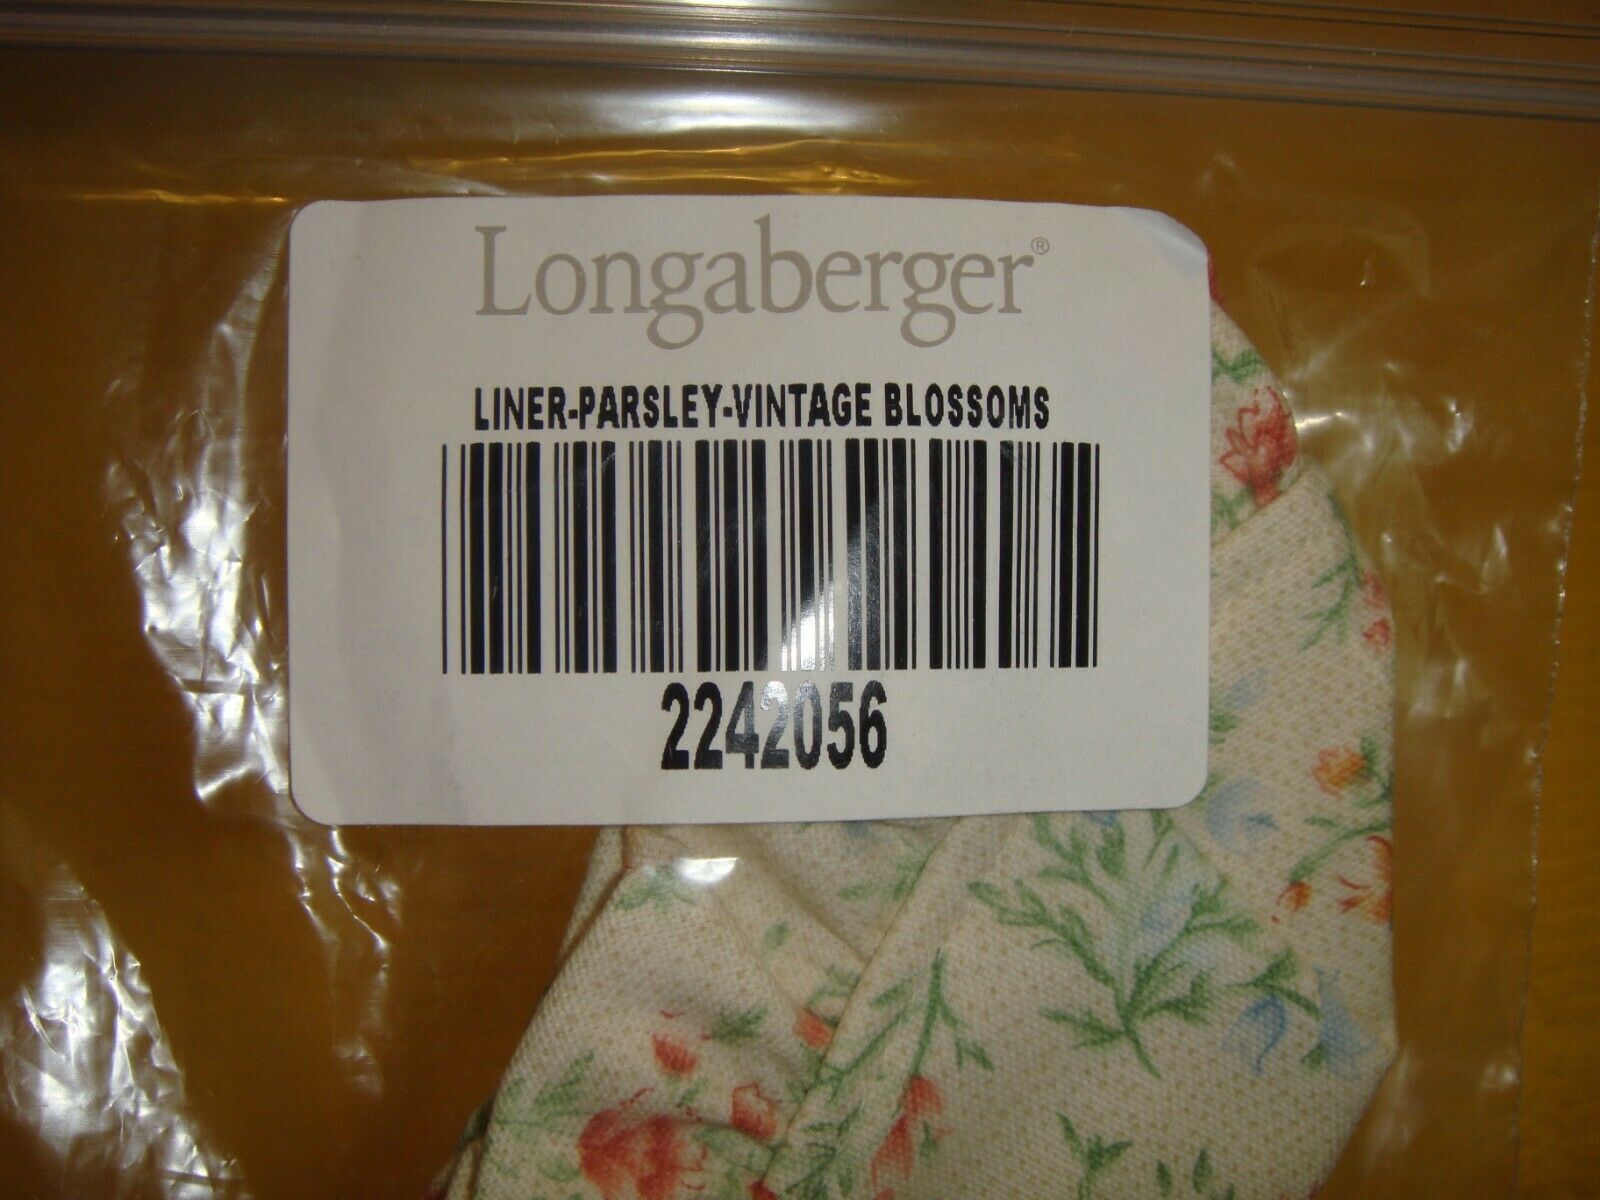 Longaberger®
LINER-PARSLEY-VINTAGE BLOSSOMS
2242056